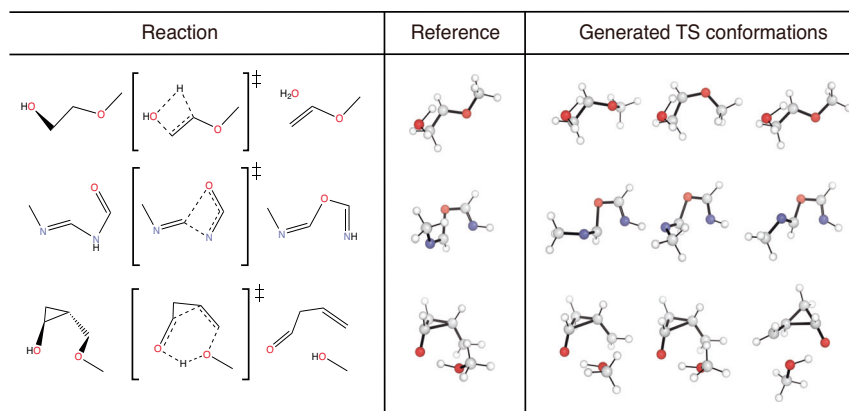 Reaction Reference Generated TS conformations
H ‡
HO O HO O H₂O O
O O ‡ O
N N H N N N NH
‡
HO O O H O O HO